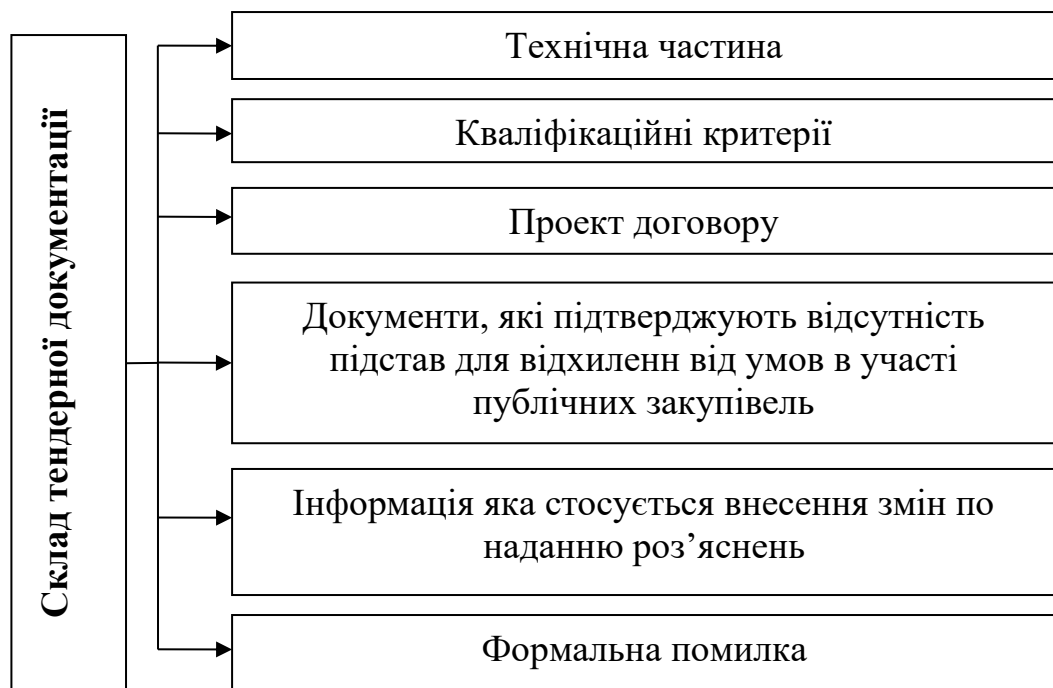 Склад тендерної документації
Технічна частина
Кваліфікаційні критерії
Проект договору
Документи, які підтверджують відсутність
підстав для відхиленн від умов в участі
публічних закупівель
Інформація яка стосується внесення змін по
наданню роз’яснень
Формальна помилка